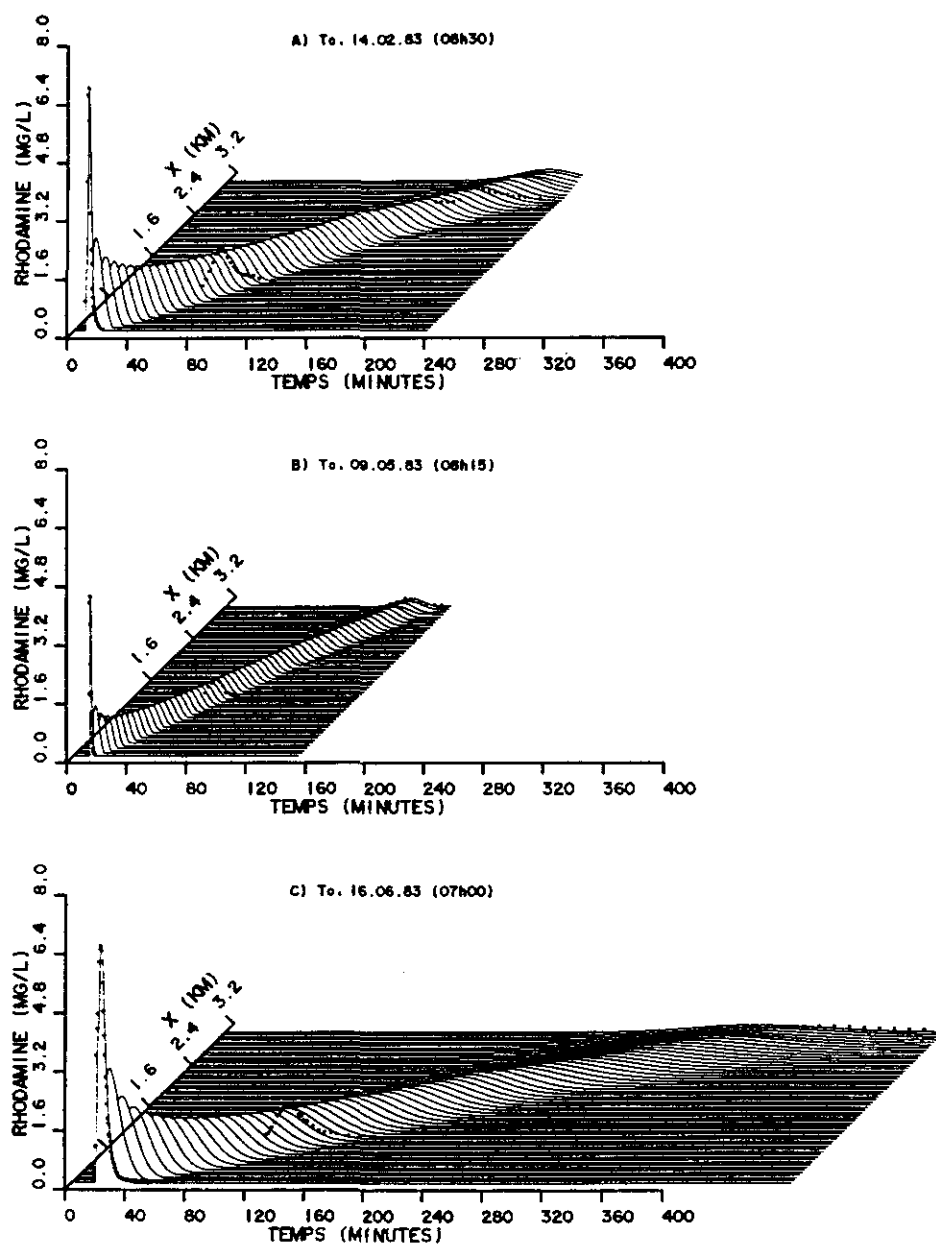 A) To. 14.02.83 (06h30)
RHODAMINE (MG/L)
8.0
6.4
4.8
3.2
1.6
0.0
X (KM)
1.6 2.4 3.2
0 40 80 120 160 200 240 280 320 360 400
TEMPS (MINUTES)
B) To. 09.05.83 (06h15)
RHODAMINE (MG/L)
8.0
6.4
4.8
3.2
1.6
0.0
X (KM)
1.6 2.4 3.2
0 40 80 120 160 200 240 280 320 360 400
TEMPS (MINUTES)
C) To. 16.06.83 (07h00)
RHODAMINE (MG/L)
8.0
6.4
4.8
3.2
1.6
0.0
X (KM)
1.6 2.4 3.2
0 40 80 120 160 200 240 280 320 360 400
TEMPS (MINUTES)